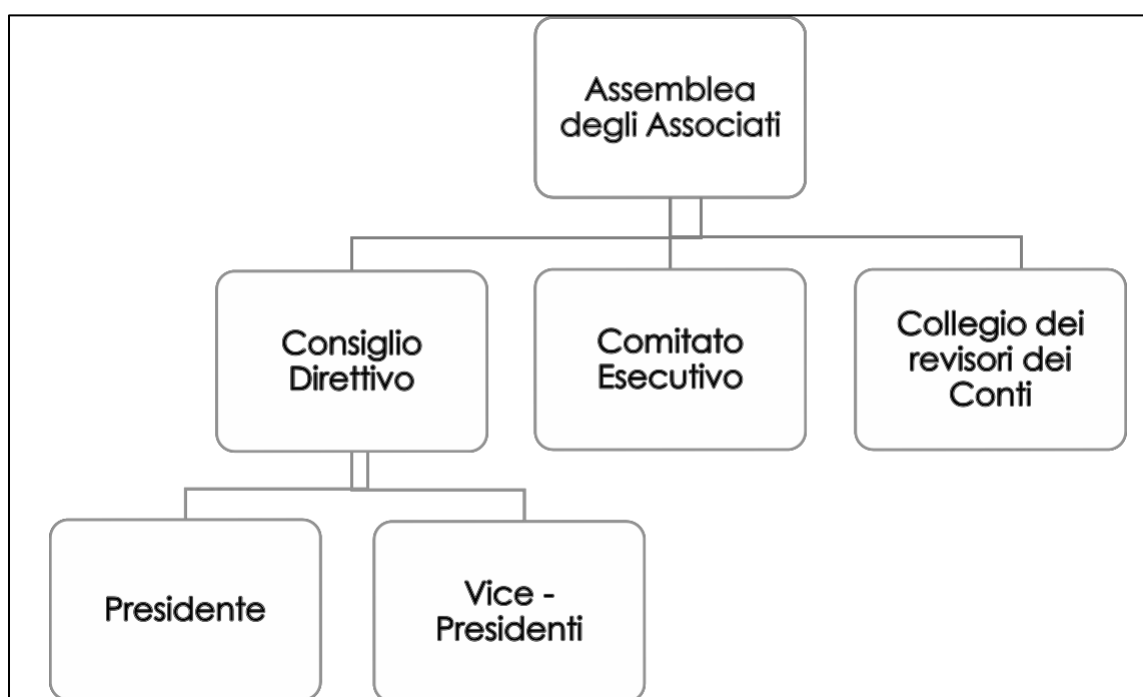 Assemblea
degli Associati
Consiglio
Direttivo
Comitato
Esecutivo
Collegio dei
revisori dei
Conti
Presidente
Vice -
Presidenti